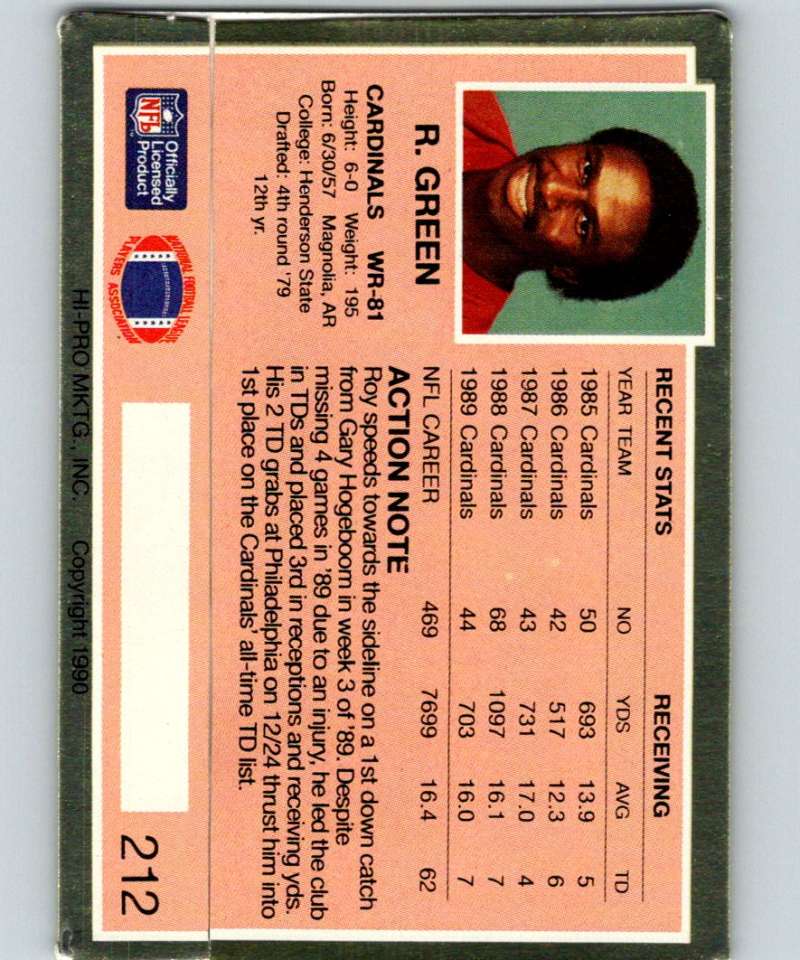 R. GREEN
CARDINALS WR-81
Height: 6-0 Weight: 195
Born: 6/30/57 Magnolia, AR
College: Henderson State
Drafted: 4th round '79
12th yr.
RECENT STATS RECEIVING
YEAR TEAM NO YDS AVG TD
1985 Cardinals 50 693 13.9 5
1986 Cardinals 42 517 12.3 6
1987 Cardinals 43 731 17.0 4
1988 Cardinals 68 1097 16.1 7
1989 Cardinals 44 703 16.0 7
NFL CAREER 469 7699 16.4 62
ACTION NOTE
Roy speeds towards the sideline on a 1st down catch
from Gary Hogeboom in week 3 of '89. Despite
missing 4 games in '89 due to an injury, he led the club
in TDs and placed 3rd in receptions and receiving yds.
His 2 TD grabs at Philadelphia on 12/24 thrust him into
1st place on the Cardinals' all-time TD list.
NFL
Officially
Licensed
Product
NATIONAL FOOTBALL LEAGUE
PLAYERS ASSOCIATION
212
HI-PRO MKTG., INC. Copyright 1990